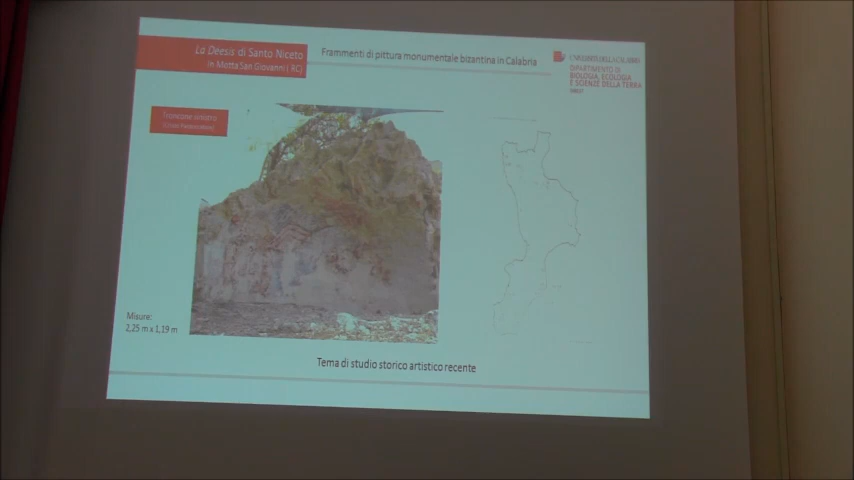 La Deesis di Santo Niceto
in Motta San Giovanni ( RC)
Frammenti di pittura monumentale bizantina in Calabria
DIPARTIMENTO DI
BIOLOGIA, ECOLOGIA
E SCIENZE DELLA TERRA
Misure:
2,25 m x 1,19 m
Tema di studio storico artistico recente